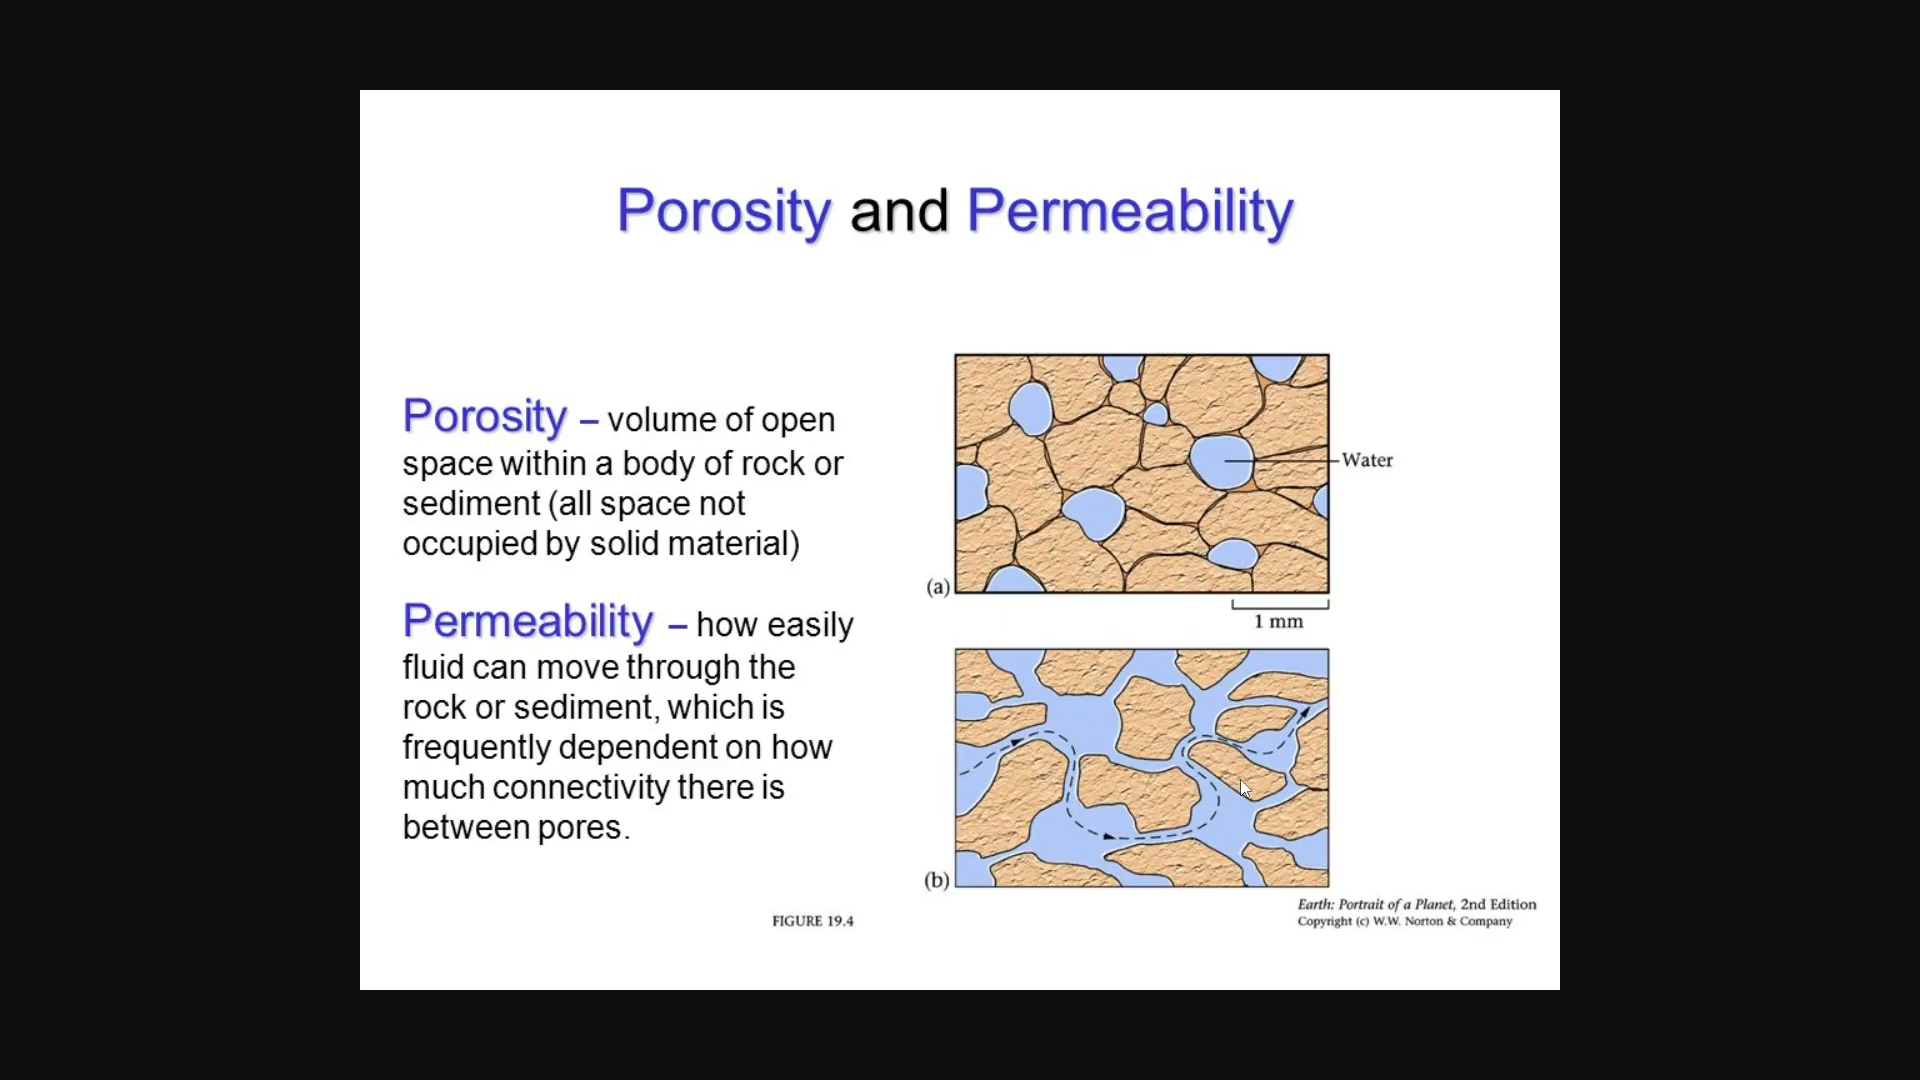 Porosity and Permeability
Porosity – volume of open
space within a body of rock or
sediment (all space not
occupied by solid material)
Permeability – how easily
fluid can move through the
rock or sediment, which is
frequently dependent on how
much connectivity there is
between pores.
Water
(a)
1 mm
(b)
FIGURE 19.4
Earth: Portrait of a Planet, 2nd Edition
Copyright (c) W.W. Norton & Company